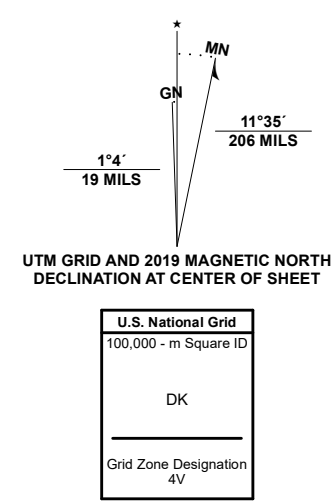 ★
MN
GN
11°35´
206 MILS
1°4´
19 MILS
UTM GRID AND 2019 MAGNETIC NORTH
DECLINATION AT CENTER OF SHEET
U.S. National Grid
100,000 - m Square ID
DK
Grid Zone Designation
4V